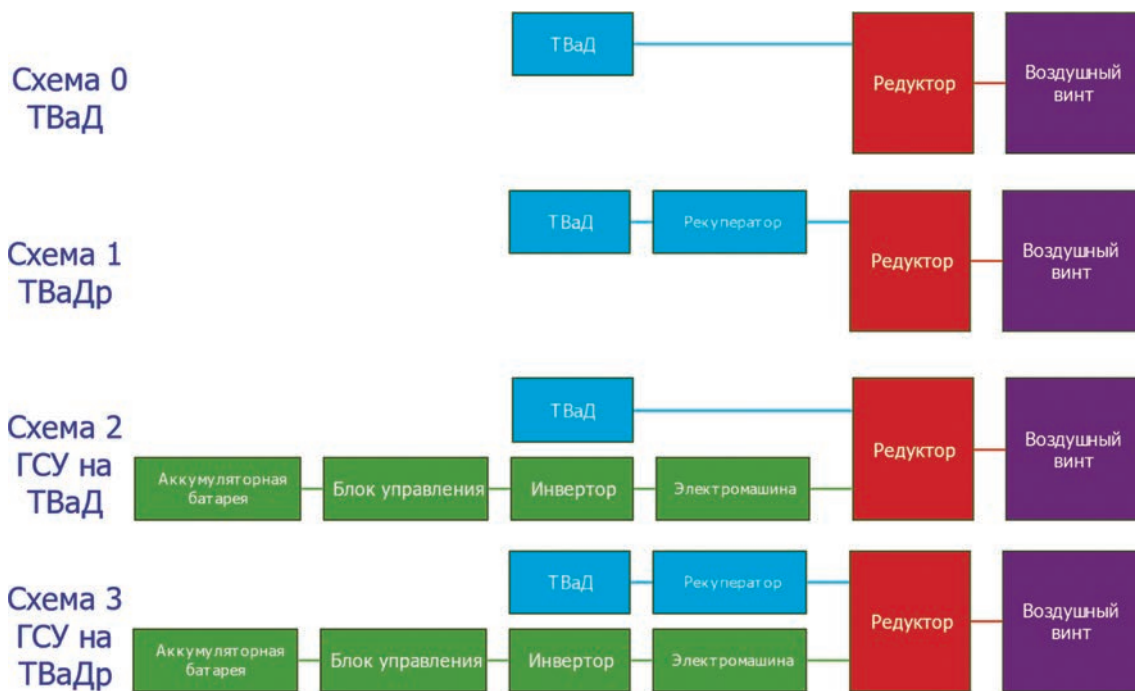 Схема 0
ТВаД
ТВаД
Редуктор
Воздушный
винт
Схема 1
ТВаДр
ТВаД
Рекуператор
Редуктор
Воздушный
винт
Схема 2
ГСУ на
ТВаД
ТВаД
Аккумуляторная
батарея
Блок управления
Инвертор
Электромашина
Редуктор
Воздушный
винт
Схема 3
ГСУ на
ТВаДр
ТВаД
Рекуператор
Аккумуляторная
батарея
Блок управления
Инвертор
Электромашина
Редуктор
Воздушный
винт